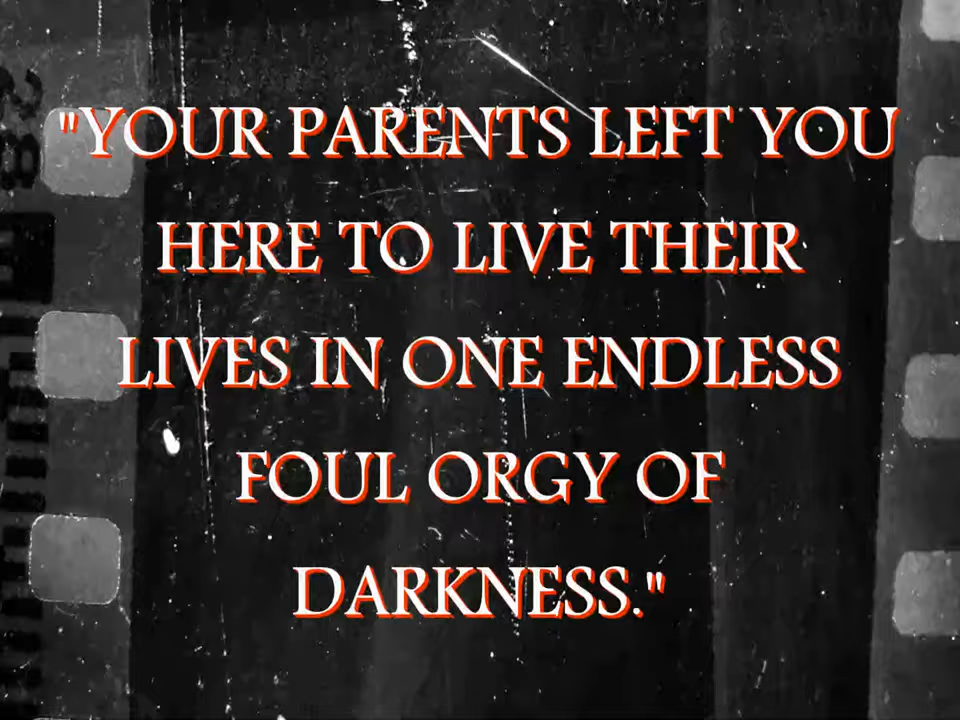 "YOUR PARENTS LEFT YOU
HERE TO LIVE THEIR
LIVES IN ONE ENDLESS
FOUL ORGY OF
DARKNESS."